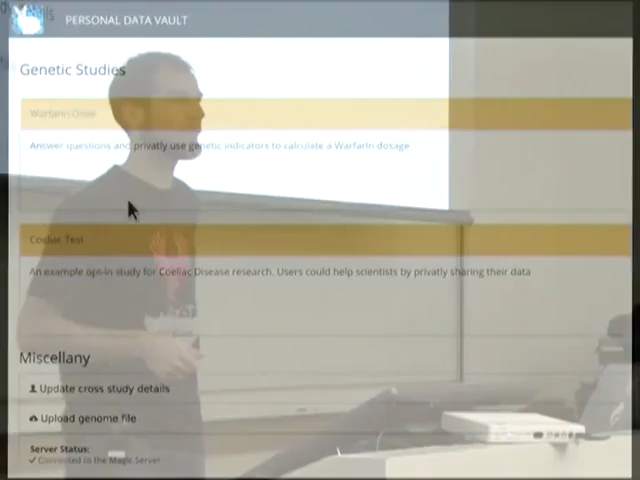 PERSONAL DATA VAULT
Genetic Studies
Warfarin Dose
Answer questions and privatly use genetic indicators to calculate a Warfarin dosage
Coeliac Test
An example opt-in study for Coeliac Disease research. Users could help scientists by privatly sharing their data
Miscellany
Update cross study details
Upload genome file
Server Status:
Connected to the Magic Server